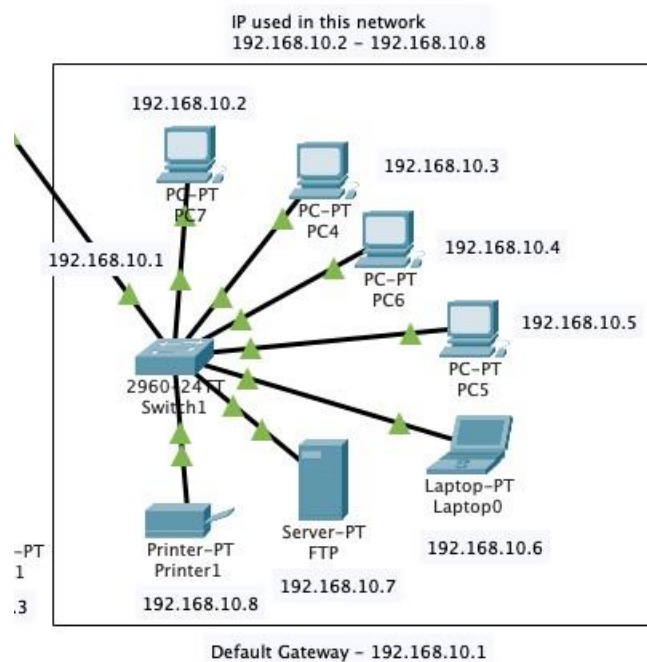 IP used in this network
192.168.10.2 - 192.168.10.8
192.168.10.2
PC-PT
PC7
192.168.10.3
PC-PT
PC4
192.168.10.4
PC-PT
PC6
192.168.10.1
192.168.10.5
PC-PT
PC5
2960-24TT
Switch1
Laptop-PT
Laptop0
192.168.10.6
Server-PT
FTP
192.168.10.7
Printer-PT
Printer1
192.168.10.8
-PT
1
.3
Default Gateway - 192.168.10.1